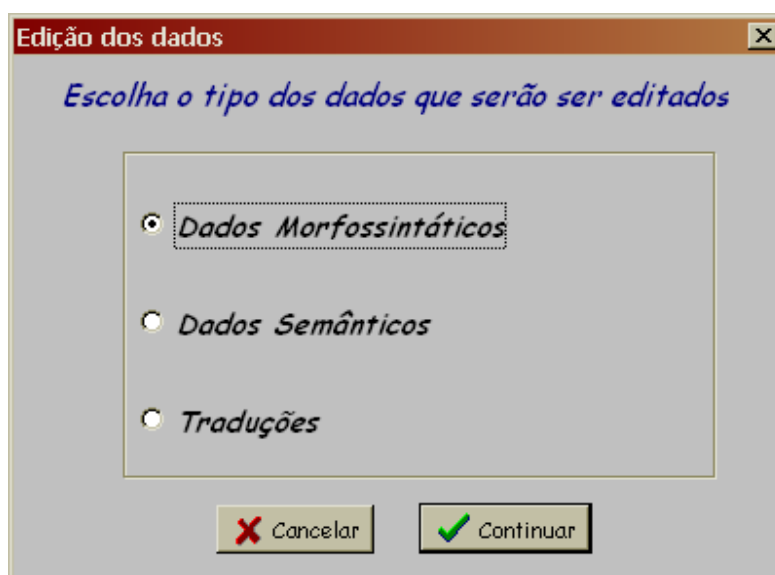 Edição dos dados
Escolha o tipo dos dados que serão ser editados
Dados Morfossintáticos
Dados Semânticos
Traduções
Cancelar Continuar